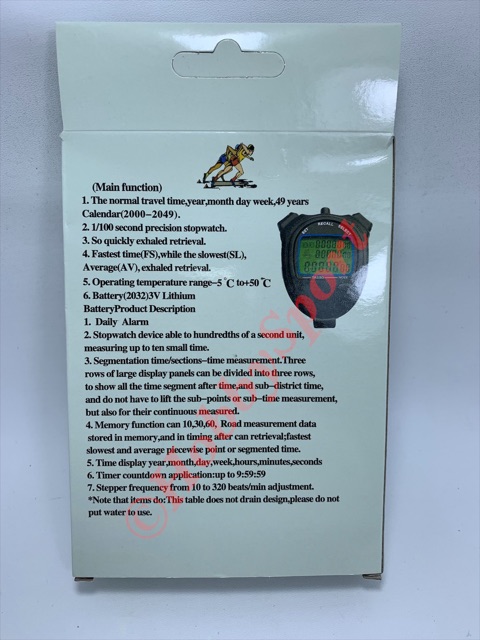 (Main function)
1. The normal travel time,year,month day week,49 years
Calendar(2000-2049).
2. 1/100 second precision stopwatch.
3. So quickly exhaled retrieval.
4. Fastest time(FS),while the slowest(SL),
Average(AV), exhaled retrieval.
5. Operating temperature range-5℃ to+50℃
6. Battery(2032)3V Lithium
BatteryProduct Description
1. Daily Alarm
2. Stopwatch device able to hundredths of a second unit,
measuring up to ten small time.
3. Segmentation time/sections-time measurement.Three
rows of large display panels can be divided into three rows,
to show all the time segment after time,and sub-district time,
and do not have to lift the sub-points or sub-time measurement,
but also for their continuous measured.
4. Memory function can 10,30,60, Road measurement data
stored in memory,and in timing after can retrieval;fastest
slowest and average piecewise point or segmented time.
5. Time display year,month,day,week,hours,minutes,seconds
6. Timer countdown application:up to 9:59:59
7. Stepper frequency from 10 to 320 beats/min adjustment.
*Note that items do:This table does not drain design,please do not
put water to use.
RECALL